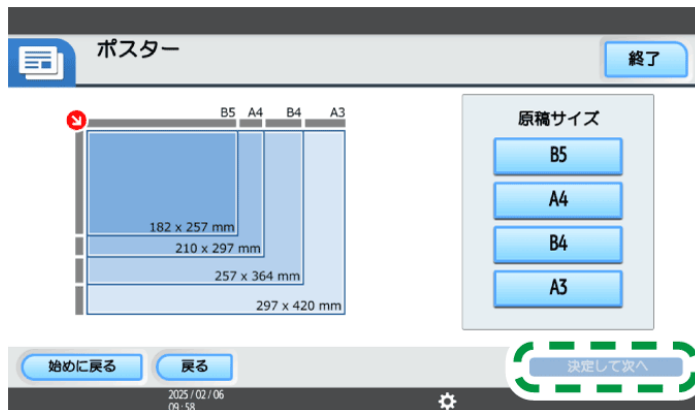 ポスター
終了
B5 A4 B4 A3
182 x 257 mm
210 x 297 mm
257 x 364 mm
297 x 420 mm
原稿サイズ
B5
A4
B4
A3
始めに戻る
戻る
決定して次へ
2025 / 02 / 06
09 : 58